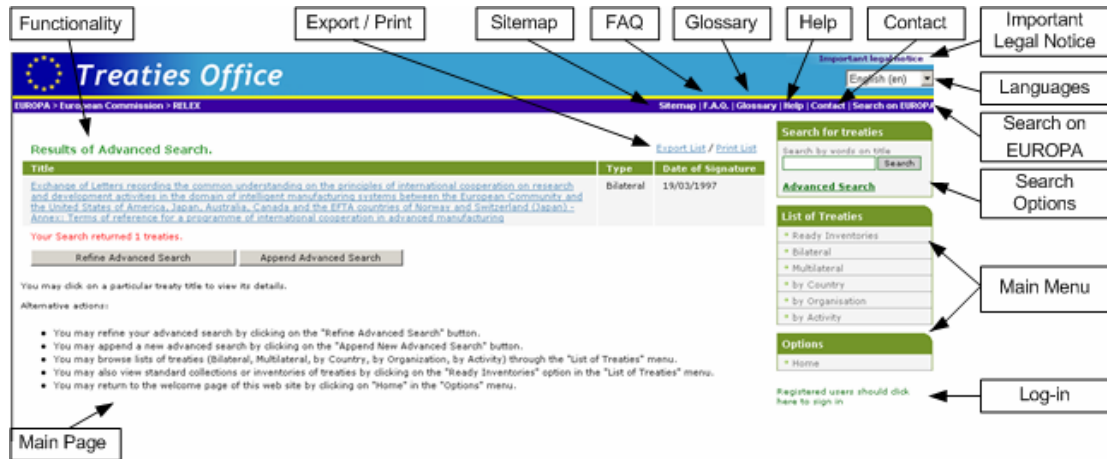 Functionality
Export / Print
Sitemap
FAQ
Glossary
Help
Contact
Important
Legal Notice
Important legal notice
Treaties Office
English (en)
Languages
EUROPA > European Commission > RELEX
Sitemap | F.A.Q. | Glossary | Help | Contact | Search on EUROPA
Search on
EUROPA
Results of Advanced Search.
Export List / Print List
Title Type Date of Signature
Exchange of Letters recording the common understanding on the principles of international cooperation on research Bilateral 19/03/1997
and development activities in the domain of intelligent manufacturing systems between the European Community and
the United States of America, Japan, Australia, Canada and the EFTA countries of Norway and Switzerland (Japan) -
Annex: Terms of reference for a programme of international cooperation in advanced manufacturing
Your Search returned 1 treaties.
Refine Advanced Search
Append Advanced Search
You may click on a particular treaty title to view its details.
Alternative actions:
• You may refine your advanced search by clicking on the "Refine Advanced Search" button.
• You may append a new advanced search by clicking on the "Append New Advanced Search" button.
• You may browse lists of treaties (Bilateral, Multilateral, by Country, by Organization, by Activity) through the "List of Treaties" menu.
• You may also view standard collections or inventories of treaties by clicking on the "Ready Inventories" option in the "List of Treaties" menu.
• You may return to the welcome page of this web site by clicking on "Home" in the "Options" menu.
Search for treaties
Search by words on title
Search
Advanced Search
Search
Options
List of Treaties
Ready Inventories
Bilateral
Multilateral
by Country
by Organisation
by Activity
Main Menu
Options
Home
Registered users should click
here to sign in
Log-in
Main Page